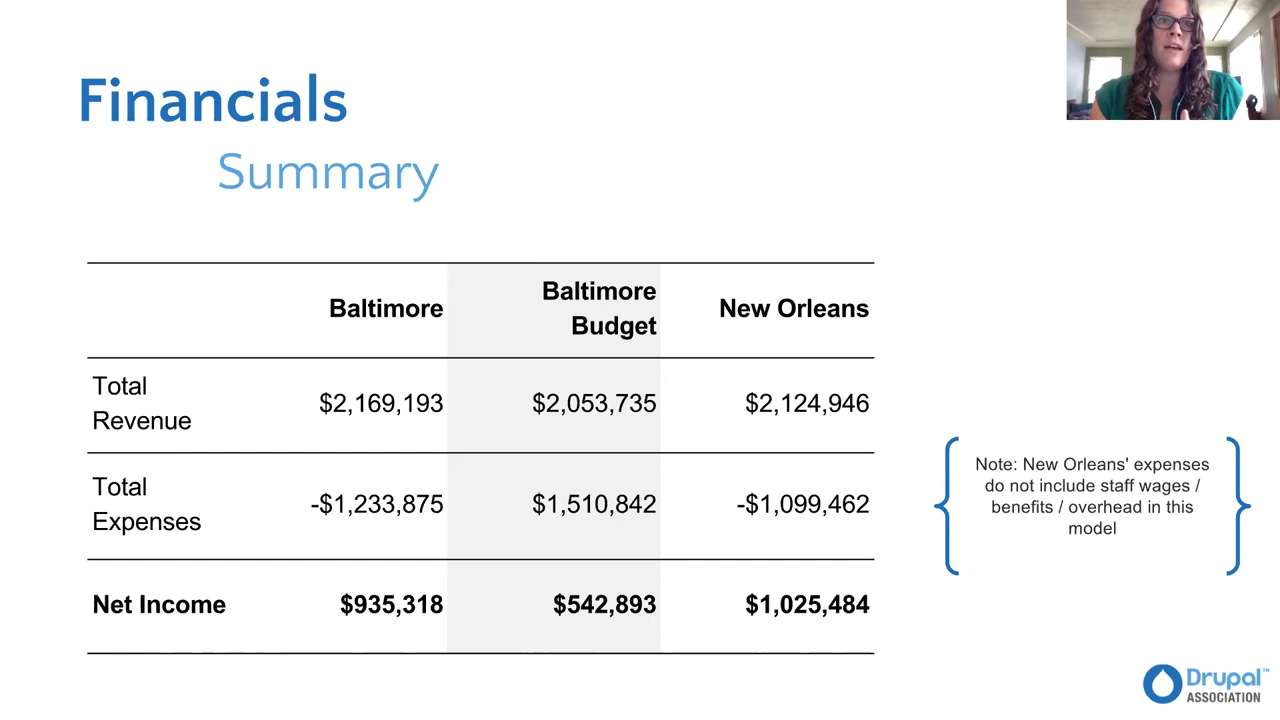 Financials
Summary
Baltimore
Baltimore
Budget
New Orleans
Total
Revenue
$2,169,193
$2,053,735
$2,124,946
Total
Expenses
-$1,233,875
$1,510,842
-$1,099,462
Net Income
$935,318
$542,893
$1,025,484
Note: New Orleans' expenses
do not include staff wages /
benefits / overhead in this
model
Drupal™
ASSOCIATION